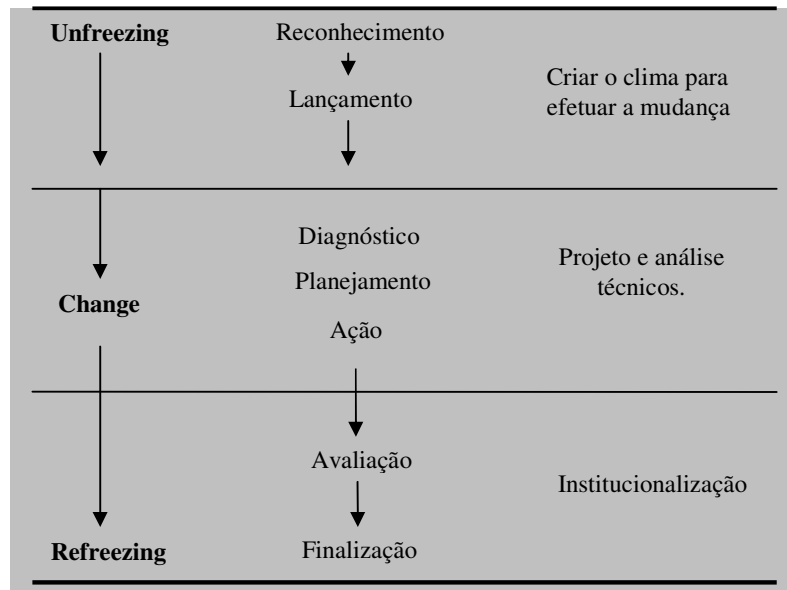 Unfreezing
Reconhecimento
Lançamento
Criar o clima para
efetuar a mudança
Change
Diagnóstico
Planejamento
Ação
Projeto e análise
técnicos.
Refreezing
Avaliação
Finalização
Institucionalização